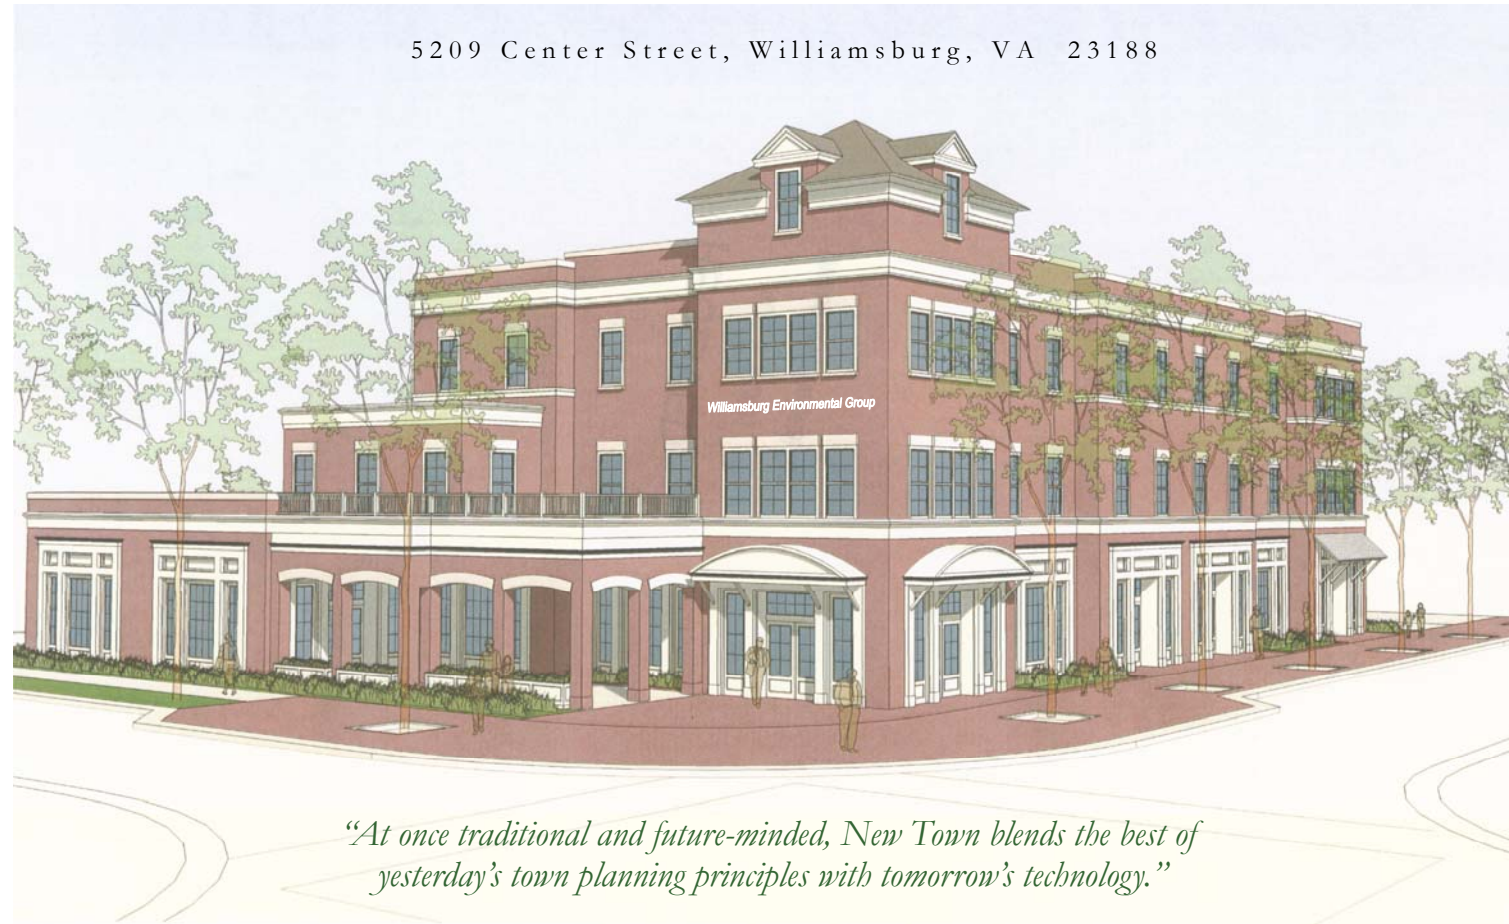 5209 Center Street, Williamsburg, VA 23188
Williamsburg Environmental Group
“At once traditional and future-minded, New Town blends the best of
yesterday’s town planning principles with tomorrow’s technology.”